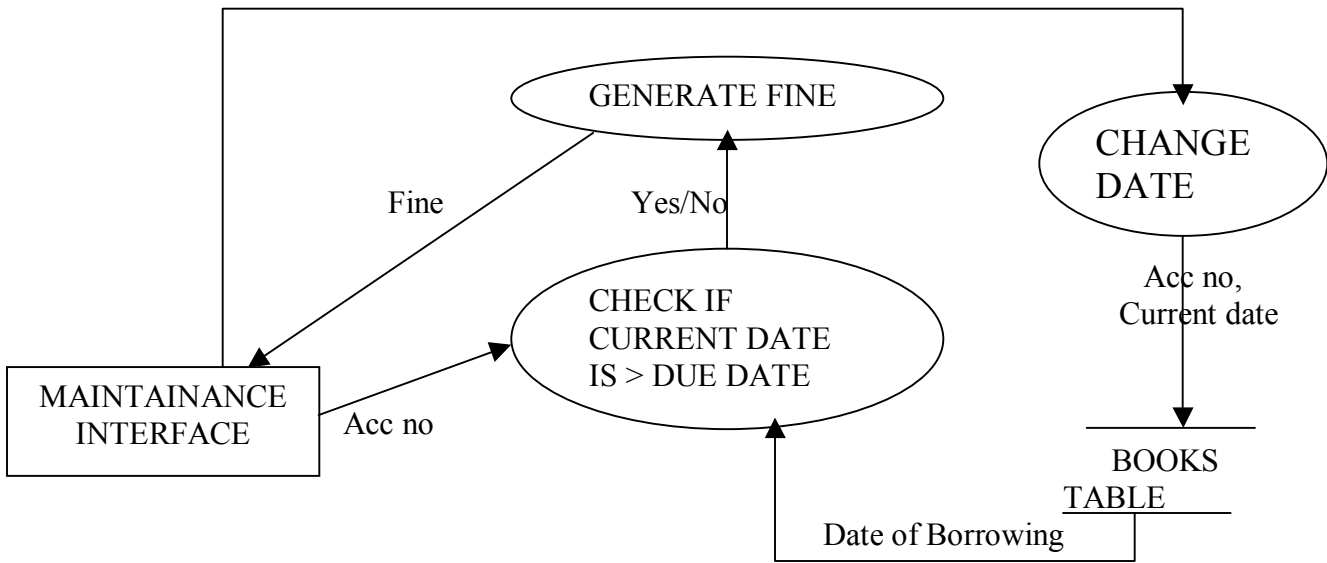 GENERATE FINE
CHANGE
DATE
Fine
Yes/No
Acc no,
Current date
CHECK IF
CURRENT DATE
IS > DUE DATE
MAINTAINANCE
INTERFACE
Acc no
BOOKS
TABLE
Date of Borrowing